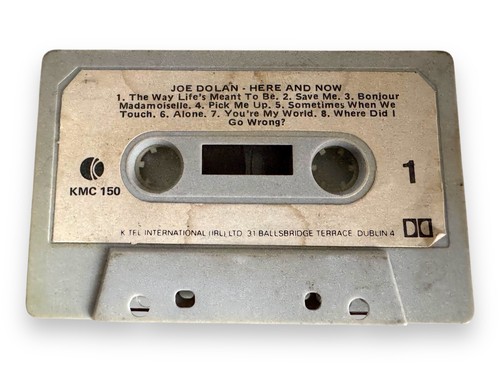 JOE DOLAN - HERE AND NOW
1. The Way Life's Meant To Be. 2. Save Me. 3. Bonjour
Madamoiselle. 4. Pick Me Up. 5. Sometimes When We
Touch. 6. Alone. 7. You're My World. 8. Where Did I
Go Wrong?
KMC 150
1
K TEL INTERNATIONAL (IRL) LTD. 31 BALLSBRIDGE TERRACE. DUBLIN 4